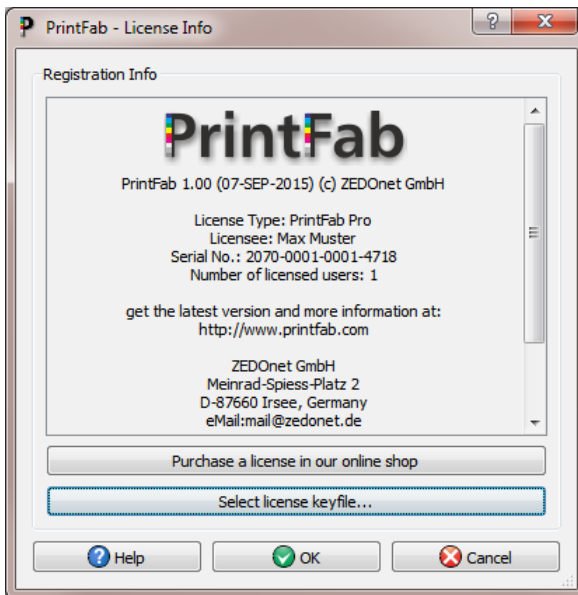 PrintFab - License Info
Registration Info
PrintFab
PrintFab 1.00 (07-SEP-2015) (c) ZEDOnet GmbH
License Type: PrintFab Pro
Licensee: Max Muster
Serial No.: 2070-0001-0001-4718
Number of licensed users: 1
get the latest version and more information at:
http://www.printfab.com
ZEDOnet GmbH
Meinrad-Spiess-Platz 2
D-87660 Irsee, Germany
eMail:mail@zedonet.de
Purchase a license in our online shop
Select license keyfile...
Help
OK
Cancel